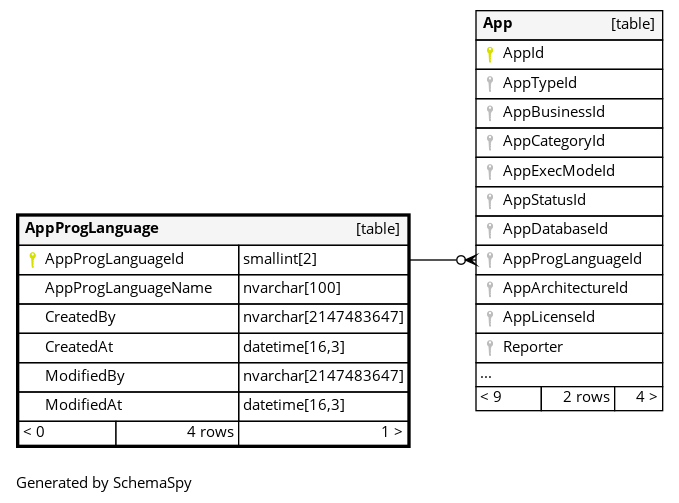 App [table]
AppId
AppTypeId
AppBusinessId
AppCategoryId
AppExecModeId
AppStatusId
AppDatabaseId
AppProgLanguageId
AppArchitectureId
AppLicenseId
Reporter
...
< 9 2 rows 4 >
AppProgLanguage [table]
AppProgLanguageId smallint[2]
AppProgLanguageName nvarchar[100]
CreatedBy nvarchar[2147483647]
CreatedAt datetime[16,3]
ModifiedBy nvarchar[2147483647]
ModifiedAt datetime[16,3]
< 0 4 rows 1 >
Generated by SchemaSpy